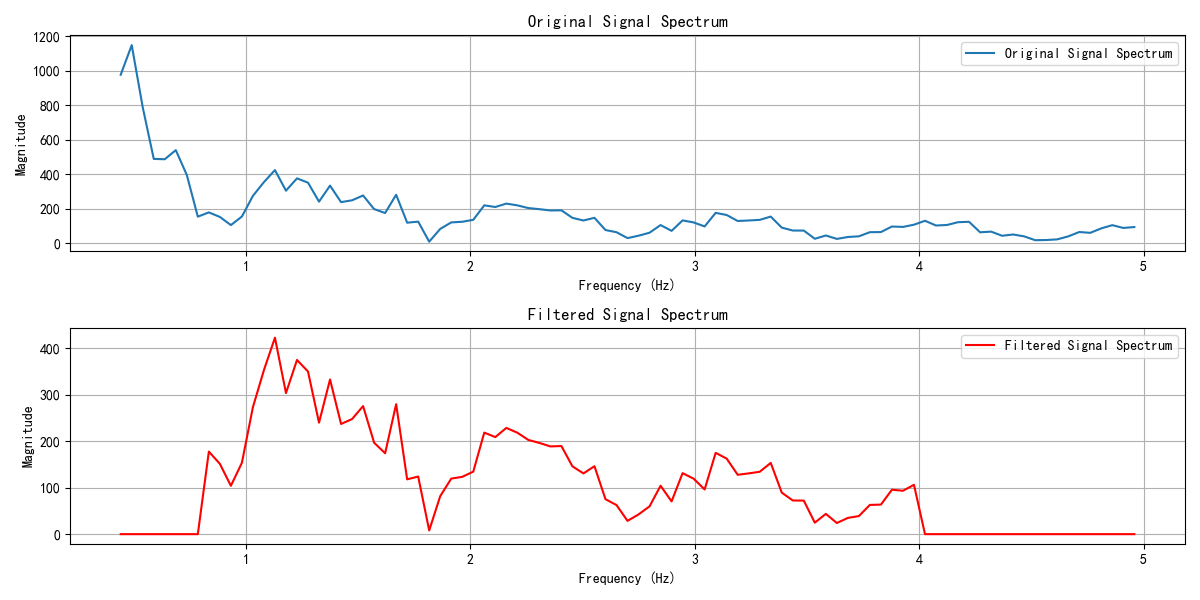 Original Signal Spectrum
1200
1000
800
600
400
200
0
Magnitude
Original Signal Spectrum
1 2 3 4 5
Frequency (Hz)
Filtered Signal Spectrum
400
300
200
100
0
Magnitude
Filtered Signal Spectrum
1 2 3 4 5
Frequency (Hz)